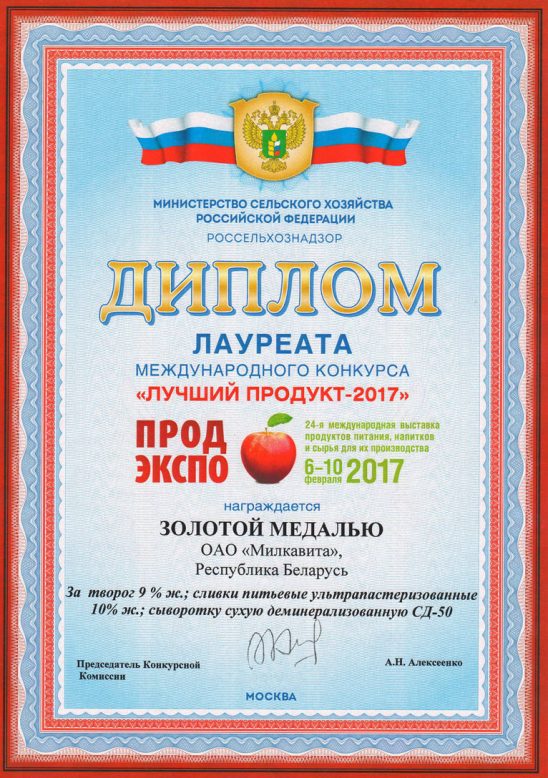 МИНИСТЕРСТВО СЕЛЬСКОГО ХОЗЯЙСТВА
РОССИЙСКОЙ ФЕДЕРАЦИИ
РОССЕЛЬХОЗНАДЗОР
ДИПЛОМ
ЛАУРЕАТА
МЕЖДУНАРОДНОГО КОНКУРСА
«ЛУЧШИЙ ПРОДУКТ-2017»
ПРОД
ЭКСПО
24-я международная выставка
продуктов питания, напитков
и сырья для их производства
6–10
февраля 2017
награждается
ЗОЛОТОЙ МЕДАЛЬЮ
ОАО «Милкавита»,
Республика Беларусь
За творог 9 % ж.; сливки питьевые ультрапастеризованные
10% ж.; сыворотку сухую деминерализованную СД-50
Председатель Конкурсной
Комиссии
А.Н. Алексеенко
МОСКВА